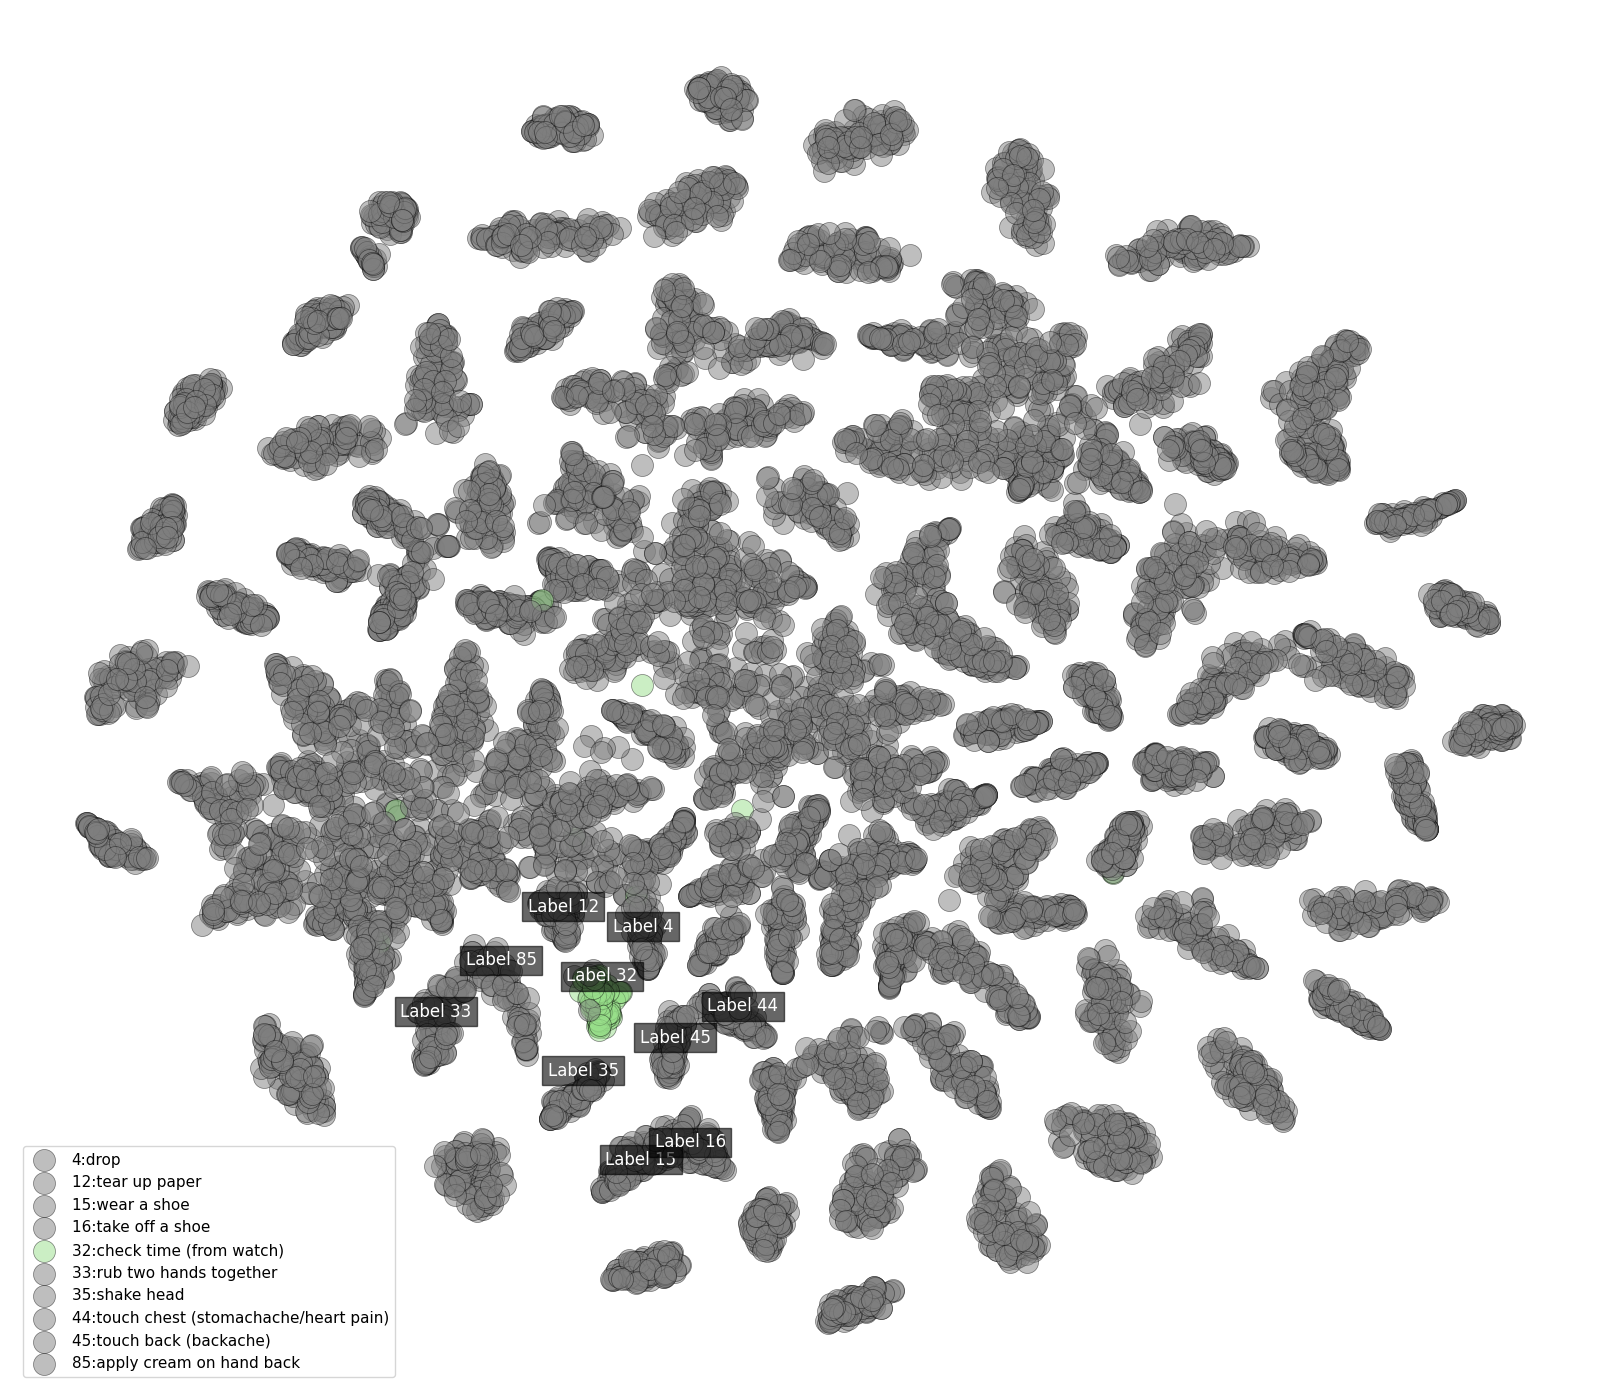 Label 12
Label 4
Label 85
Label 32
Label 44
Label 33
Label 45
Label 35
Label 16
Label 15
4:drop
12:tear up paper
15:wear a shoe
16:take off a shoe
32:check time (from watch)
33:rub two hands together
35:shake head
44:touch chest (stomachache/heart pain)
45:touch back (backache)
85:apply cream on hand back